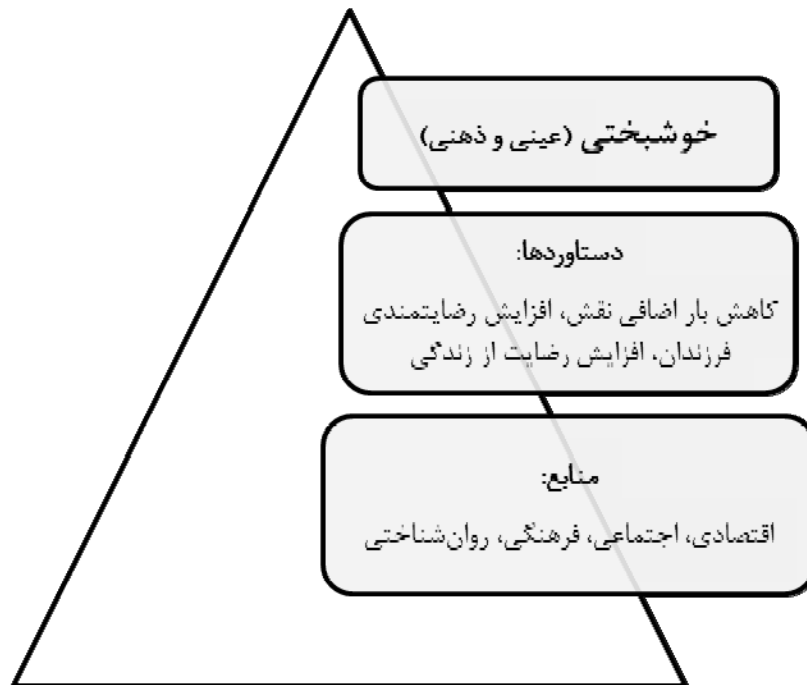 خوشبختی (عینی و ذهنی)
دستاوردها:
کاهش بار اضافی نقش، افزایش رضایتمندی
فرزندان، افزایش رضایت از زندگی
منابع:
اقتصادی، اجتماعی، فرهنگی، روان‌شناختی